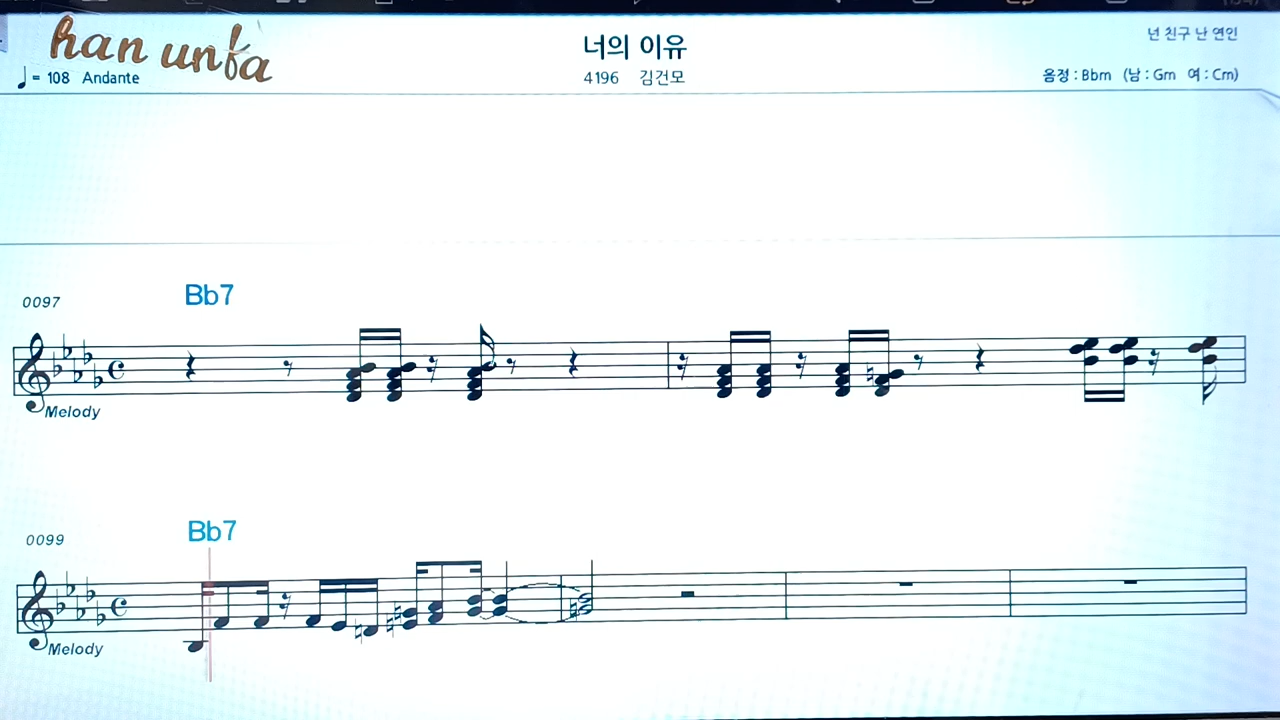 han unfa
너의 이유
넌 친구 난 연인
♩= 108 Andante
4196 김건모
음정 : Bbm (남 : Gm 여 : Cm)
0097
Bb7
Melody
0099
Bb7
Melody